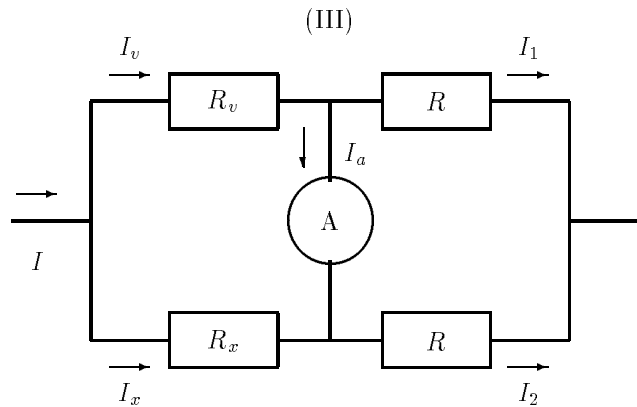 (III)
I_v I_1
R_v R
I_a
A
I
R_x R
I_x I_2